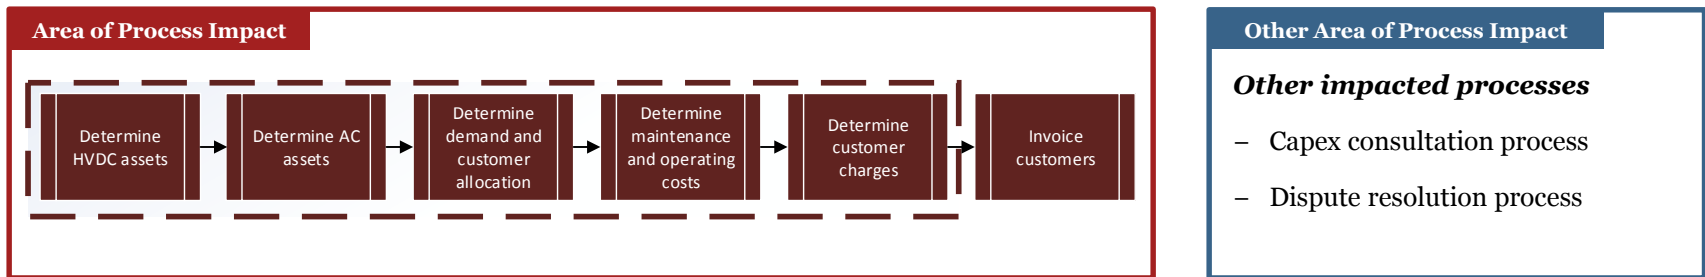 Area of Process Impact
Determine
HVDC assets
Determine AC
assets
Determine
demand and
customer
allocation
Determine
maintenance
and operating
costs
Determine
customer
charges
Invoice
customers
Other Area of Process Impact
Other impacted processes
– Capex consultation process
– Dispute resolution process